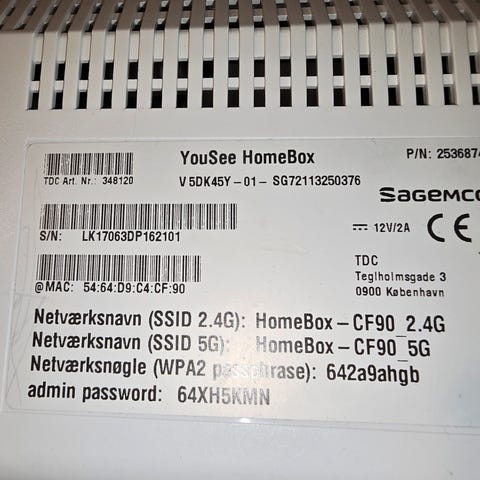 YouSee HomeBox
P/N: 2536874
TDC Art. Nr.: 348120
V 5DK45Y-01- SG72113250376
SAGEMCO
S/N: LK17063DP162101
12V/2A
CE
TDC
Teglholmsgade 3
0900 København
@MAC: 54:64:D9:C4:CF:90
Netværksnavn (SSID 2.4G): HomeBox-CF90_2.4G
Netværksnavn (SSID 5G): HomeBox-CF90_5G
Netværksnøgle (WPA2 passphrase): 642a9ahgb
admin password: 64XH5KMN